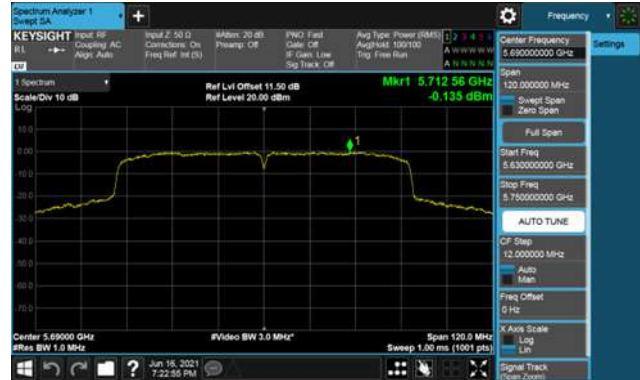 Spectrum Analyzer 1
Swept SA
Frequency
KEYSIGHT
Input: RF
Coupling: AC
Align: Auto
Input Z: 50 Ω
Corrections: On
Freq Ref: Int (S)
#Atten: 20 dB
Preamp: Off
PNO: Fast
Gate: Off
IF Gain: Low
Sig Track: Off
Avg Type: Power (RMS)
Avg|Hold: 100/100
Trig: Free Run
1 2 3 4 5 6
A W W W W W
A N N N N N
RL
1 Spectrum
Scale/Div 10 dB
Log
Ref Lvl Offset 11.50 dB
Ref Level 20.00 dBm
Mkr1 5.712 56 GHz
-0.135 dBm
1
10.0
0.00
-10.0
-20.0
-30.0
-40.0
-50.0
-60.0
-70.0
Center 5.69000 GHz
#Res BW 1.0 MHz
#Video BW 3.0 MHz*
Span 120.0 MHz
Sweep 1.00 ms (1001 pts)
Jun 16, 2021
7:22:55 PM
Center Frequency
5.690000000 GHz
Settings
Span
120.000000 MHz
Swept Span
Zero Span
Full Span
Start Freq
5.630000000 GHz
Stop Freq
5.750000000 GHz
AUTO TUNE
CF Step
12.000000 MHz
Auto
Man
Freq Offset
0 Hz
X Axis Scale
Log
Lin
Signal Track
(Span Zoom)